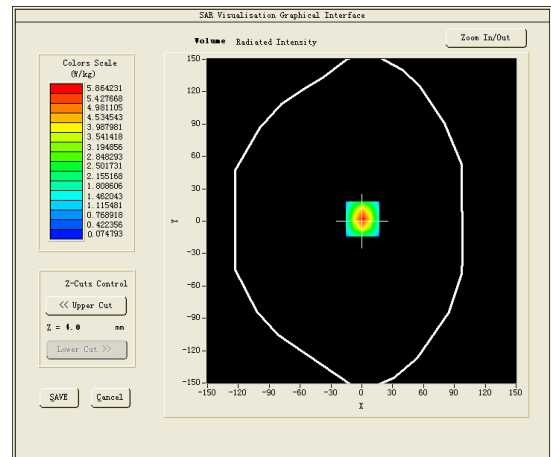 SAR Visualisation Graphical Interface
Volume Radiated Intensity
Zoom In/Out
Colors Scale
(W/kg)
5.864231
5.427668
4.981105
4.534543
3.987981
3.541418
3.194856
2.848293
2.501731
2.155168
1.808606
1.462043
1.115481
0.768918
0.422356
0.074793
Z-Cuts Control
<< Upper Cut
Z = 4.0 mm
Lower Cut >>
SAVE
Cancel
150
120
90
60
30
0
-30
-60
-90
-120
-150
Y
-150 -120 -90 -60 -30 0 30 60 90 120 150
X